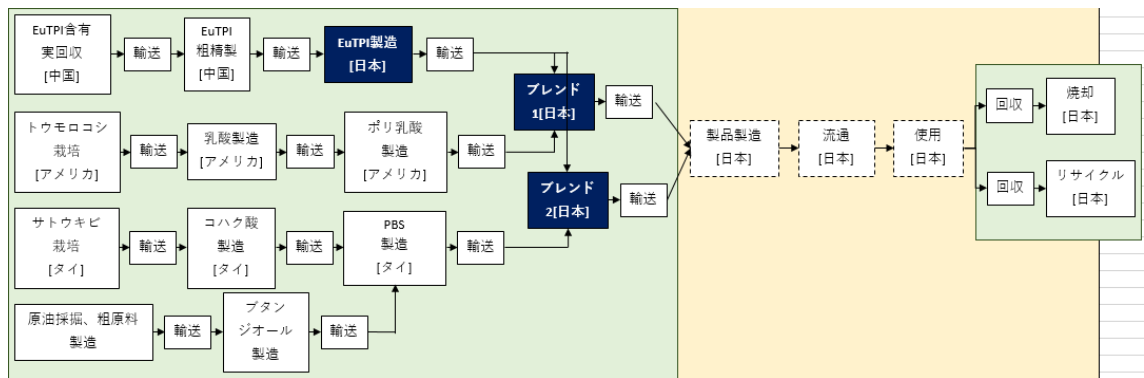 EuTPI含有
実回収
[中国]
輸送
EuTPI
粗精製
[中国]
輸送
EuTPI製造
[日本]
輸送
トウモロコシ
栽培
[アメリカ]
輸送
乳酸製造
[アメリカ]
輸送
ポリ乳酸
製造
[アメリカ]
輸送
ブレンド
1[日本]
輸送
サトウキビ
栽培
[タイ]
輸送
コハク酸
製造
[タイ]
輸送
PBS
製造
[タイ]
輸送
ブレンド
2[日本]
輸送
原油採掘、粗原料
製造
輸送
ブタン
ジオール
製造
輸送
製品製造
[日本]
流通
[日本]
使用
[日本]
回収
焼却
[日本]
回収
リサイクル
[日本]